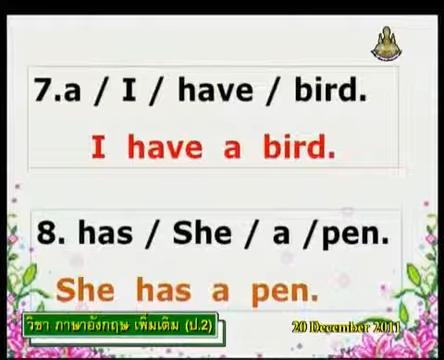 7.a / I / have / bird.
I have a bird.
8. has / She / a /pen.
She has a pen.
วิชา ภาษาอังกฤษ เพิ่มเติม (ป.2)
20 December 2011